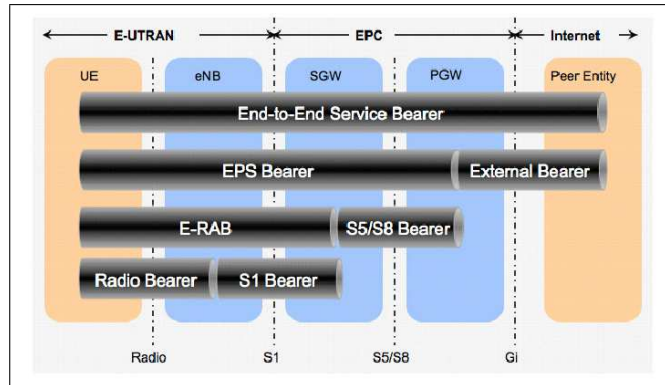 E-UTRAN EPC Internet
UE eNB SGW PGW Peer Entity
End-to-End Service Bearer
EPS Bearer External Bearer
E-RAB S5/S8 Bearer
Radio Bearer S1 Bearer
Radio S1 S5/S8 Gi